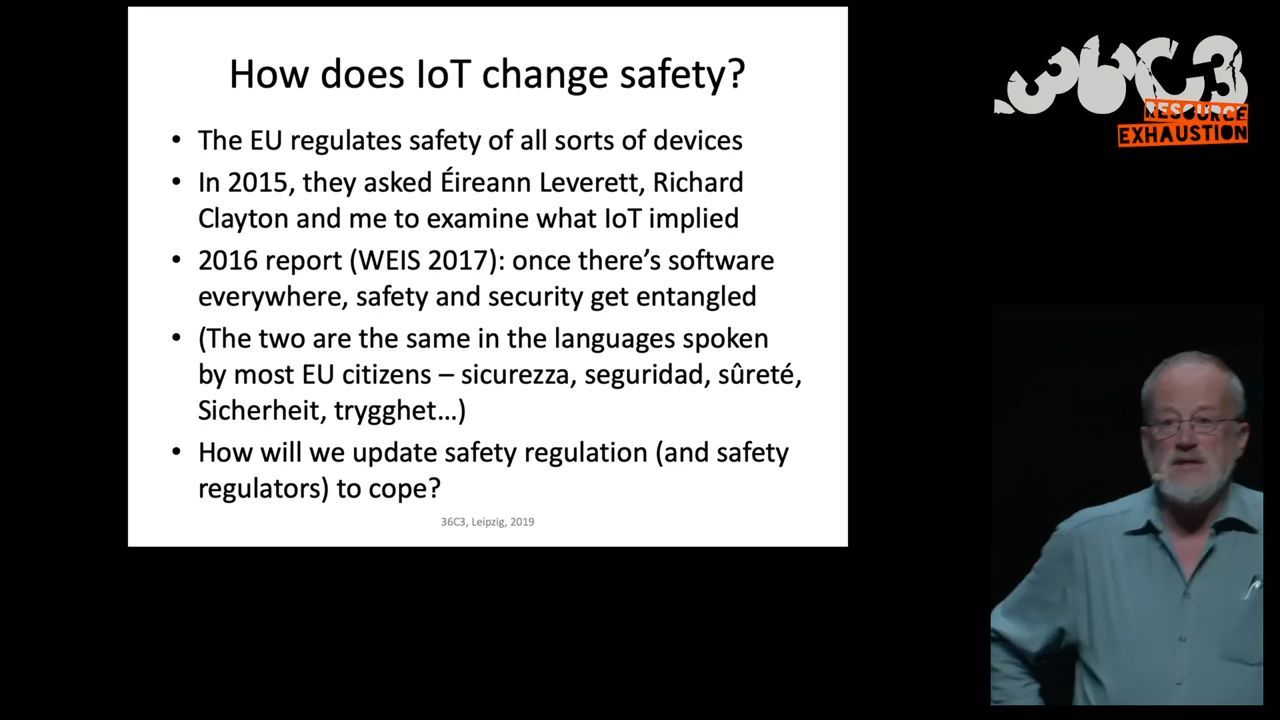 How does IoT change safety?
• The EU regulates safety of all sorts of devices
• In 2015, they asked Éireann Leverett, Richard
Clayton and me to examine what IoT implied
• 2016 report (WEIS 2017): once there’s software
everywhere, safety and security get entangled
• (The two are the same in the languages spoken
by most EU citizens – sicurezza, seguridad, sûreté,
Sicherheit, trygghet…)
• How will we update safety regulation (and safety
regulators) to cope?
36C3, Leipzig, 2019
36C3
RESOURCE
EXHAUSTION